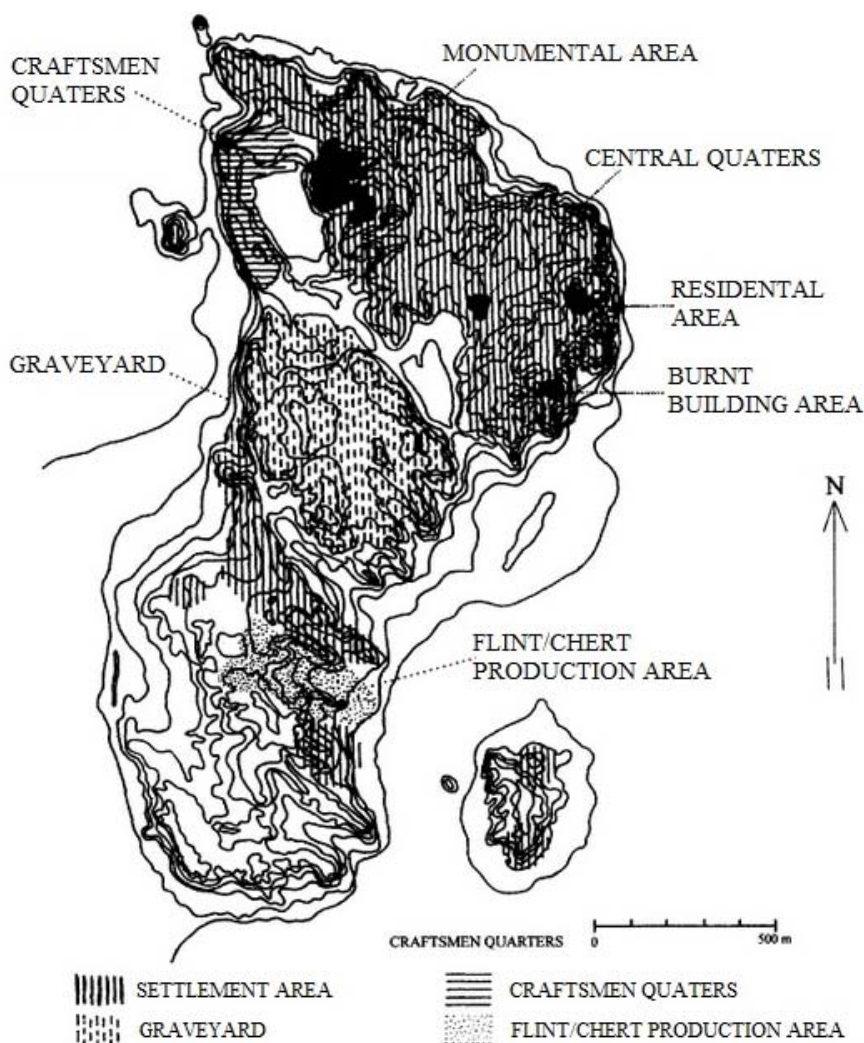 CRAFTSMEN
QUATERS
MONUMENTAL AREA
CENTRAL QUATERS
RESIDENTAL
AREA
GRAVEYARD
BURNT
BUILDING AREA
N
FLINT/CHERT
PRODUCTION AREA
CRAFTSMEN QUARTERS
0
500 m
SETTLEMENT AREA
CRAFTSMEN QUATERS
GRAVEYARD
FLINT/CHERT PRODUCTION AREA